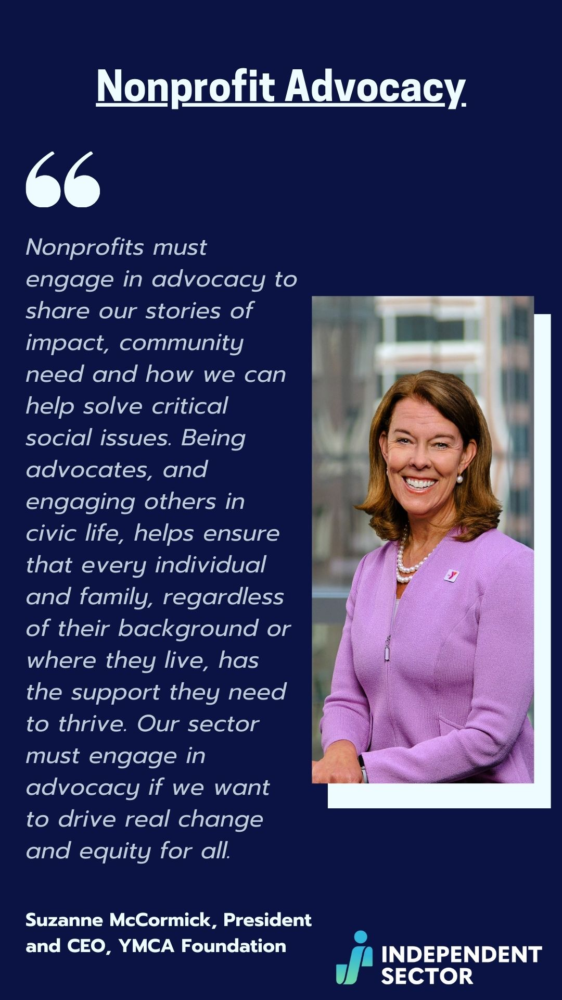 Nonprofit Advocacy
“
Nonprofits must
engage in advocacy to
share our stories of
impact, community
need and how we can
help solve critical
social issues. Being
advocates, and
engaging others in
civic life, helps ensure
that every individual
and family, regardless
of their background or
where they live, has
the support they need
to thrive. Our sector
must engage in
advocacy if we want
to drive real change
and equity for all.
Suzanne McCormick, President
and CEO, YMCA Foundation
INDEPENDENT
SECTOR